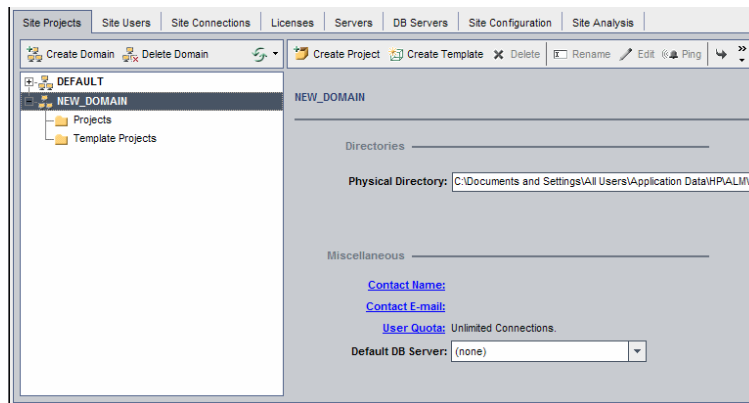 Site Projects Site Users Site Connections Licenses Servers DB Servers Site Configuration Site Analysis
Create Domain Delete Domain Create Project Create Template Delete Rename Edit Ping
DEFAULT
NEW_DOMAIN
Projects
Template Projects
NEW_DOMAIN
Directories
Physical Directory: C:\Documents and Settings\All Users\Application Data\HP\ALM\
Miscellaneous
Contact Name:
Contact E-mail:
User Quota: Unlimited Connections.
Default DB Server: (none)